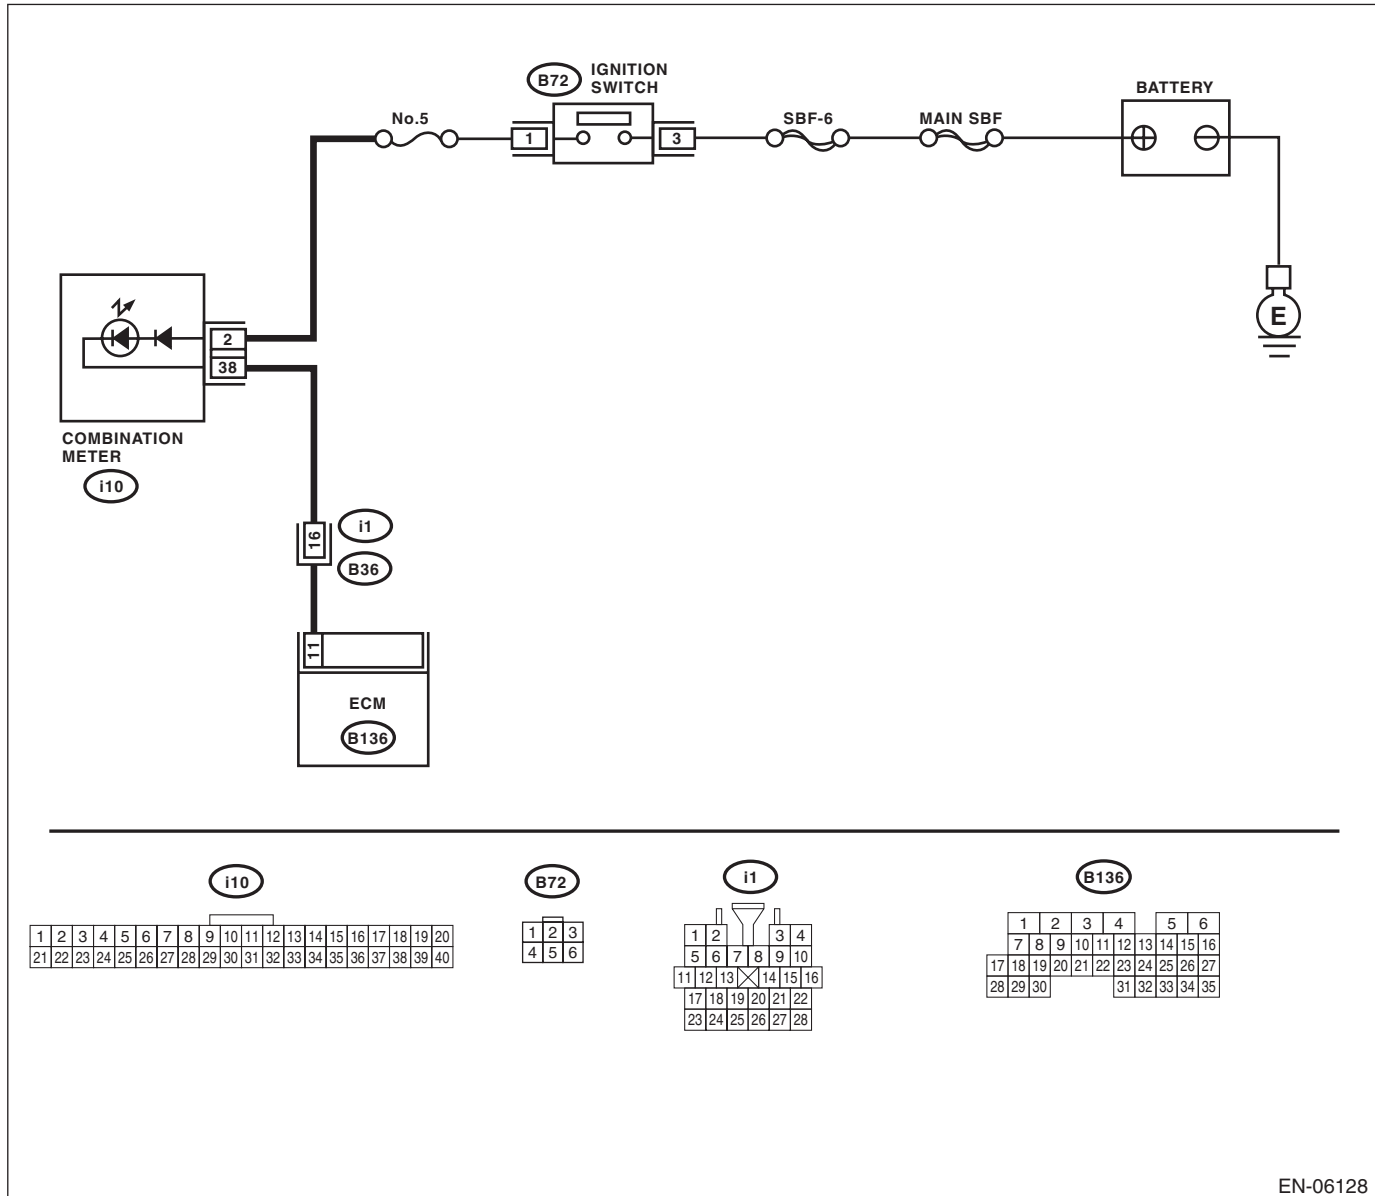 B72
IGNITION
SWITCH
BATTERY
No.5
1
3
SBF-6
MAIN SBF
E
2
38
COMBINATION
METER
i10
16
i1
B36
11
ECM
B136
i10
1 2 3 4 5 6 7 8 9 10 11 12 13 14 15 16 17 18 19 20
21 22 23 24 25 26 27 28 29 30 31 32 33 34 35 36 37 38 39 40
B72
1 2 3
4 5 6
i1
1 2 3 4
5 6 7 8 9 10
11 12 13 14 15 16
17 18 19 20 21 22
23 24 25 26 27 28
B136
1 2 3 4 5 6
7 8 9 10 11 12 13 14 15 16
17 18 19 20 21 22 23 24 25 26 27
28 29 30 31 32 33 34 35
EN-06128